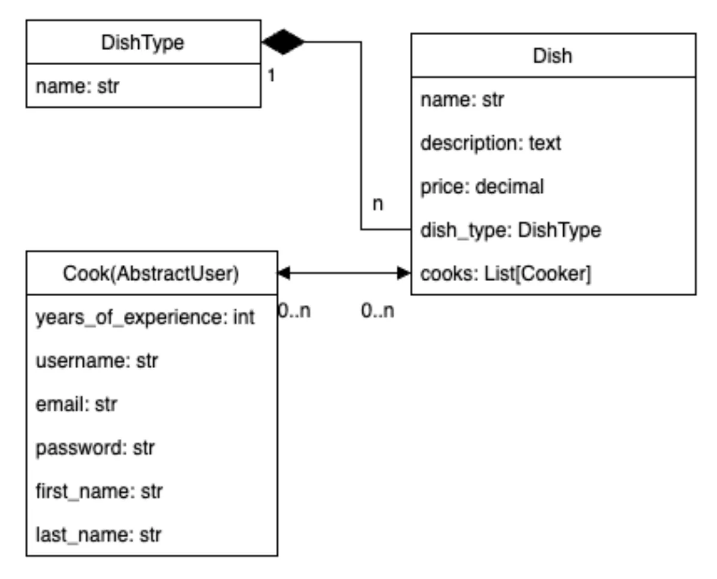 DishType
name: str
1
Dish
name: str
description: text
price: decimal
dish_type: DishType
cooks: List[Cooker]
n
Cook(AbstractUser)
years_of_experience: int
username: str
email: str
password: str
first_name: str
last_name: str
0..n
0..n